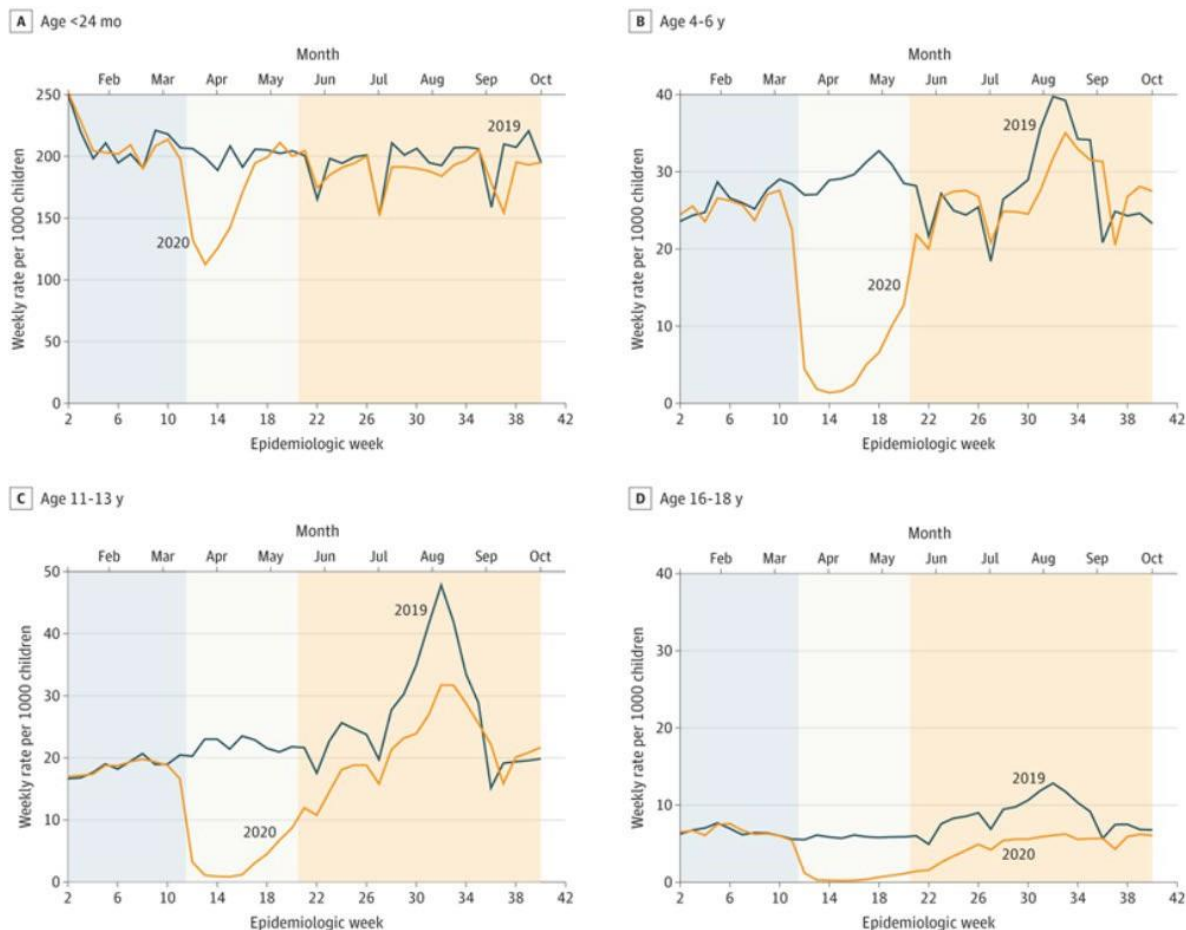 A Age <24 mo
Month
Feb Mar Apr May Jun Jul Aug Sep Oct
Weekly rate per 1000 children
250
200
150
100
50
0
2019
2020
2 6 10 14 18 22 26 30 34 38 42
Epidemiologic week
B Age 4-6 y
Month
Feb Mar Apr May Jun Jul Aug Sep Oct
Weekly rate per 1000 children
40
30
20
10
0
2019
2020
2 6 10 14 18 22 26 30 34 38 42
Epidemiologic week
C Age 11-13 y
Month
Feb Mar Apr May Jun Jul Aug Sep Oct
Weekly rate per 1000 children
50
40
30
20
10
0
2019
2020
2 6 10 14 18 22 26 30 34 38 42
Epidemiologic week
D Age 16-18 y
Month
Feb Mar Apr May Jun Jul Aug Sep Oct
Weekly rate per 1000 children
40
30
20
10
0
2019
2020
2 6 10 14 18 22 26 30 34 38 42
Epidemiologic week